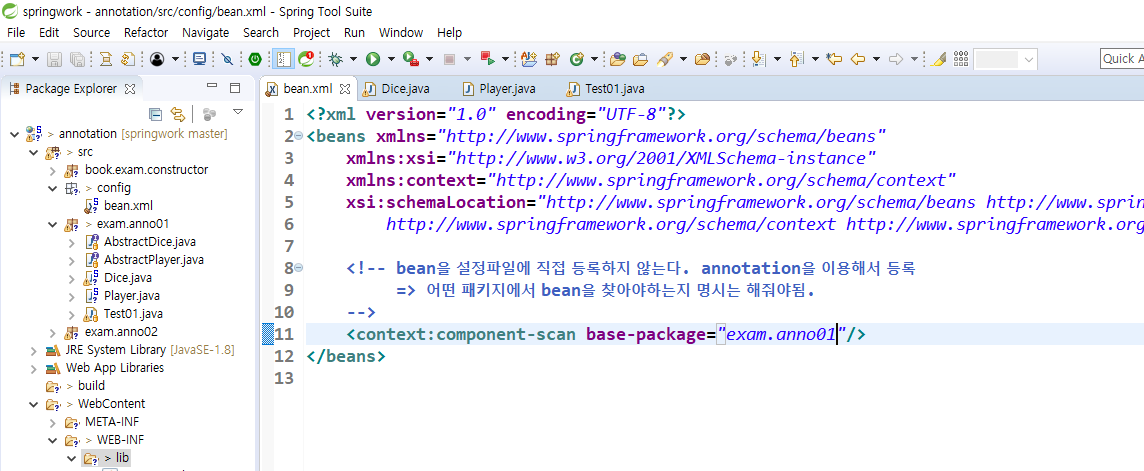 springwork - annotation/src/config/bean.xml - Spring Tool Suite
File Edit Source Refactor Navigate Search Project Run Window Help
Quick A
Package Explorer
bean.xml Dice.java Player.java Test01.java
annotation [springwork master]
> src
book.exam.constructor
> config
bean.xml
> exam.anno01
AbstractDice.java
AbstractPlayer.java
Dice.java
Player.java
Test01.java
exam.anno02
JRE System Library [JavaSE-1.8]
Web App Libraries
> build
> WebContent
META-INF
> WEB-INF
> lib
1 <?xml version="1.0" encoding="UTF-8"?>
2 <beans xmlns="http://www.springframework.org/schema/beans"
3 xmlns:xsi="http://www.w3.org/2001/XMLSchema-instance"
4 xmlns:context="http://www.springframework.org/schema/context"
5 xsi:schemaLocation="http://www.springframework.org/schema/beans http://www.spri
6 http://www.springframework.org/schema/context http://www.springframework.org
7
8 <!-- bean을 설정파일에 직접 등록하지 않는다. annotation을 이용해서 등록
9 => 어떤 패키지에서 bean을 찾아야하는지 명시는 해줘야됨.
10 -->
11 <context:component-scan base-package="exam.anno01"/>
12 </beans>
13